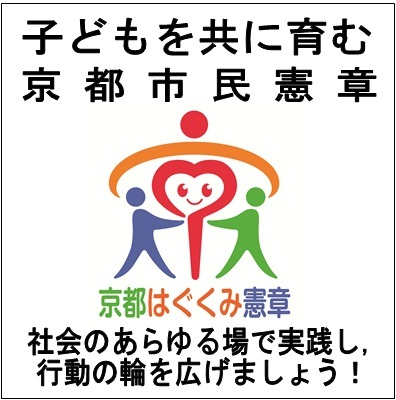 子どもを共に育む
京都市民憲章
京都はぐくみ憲章
社会のあらゆる場で実践し,
行動の輪を広げましょう！